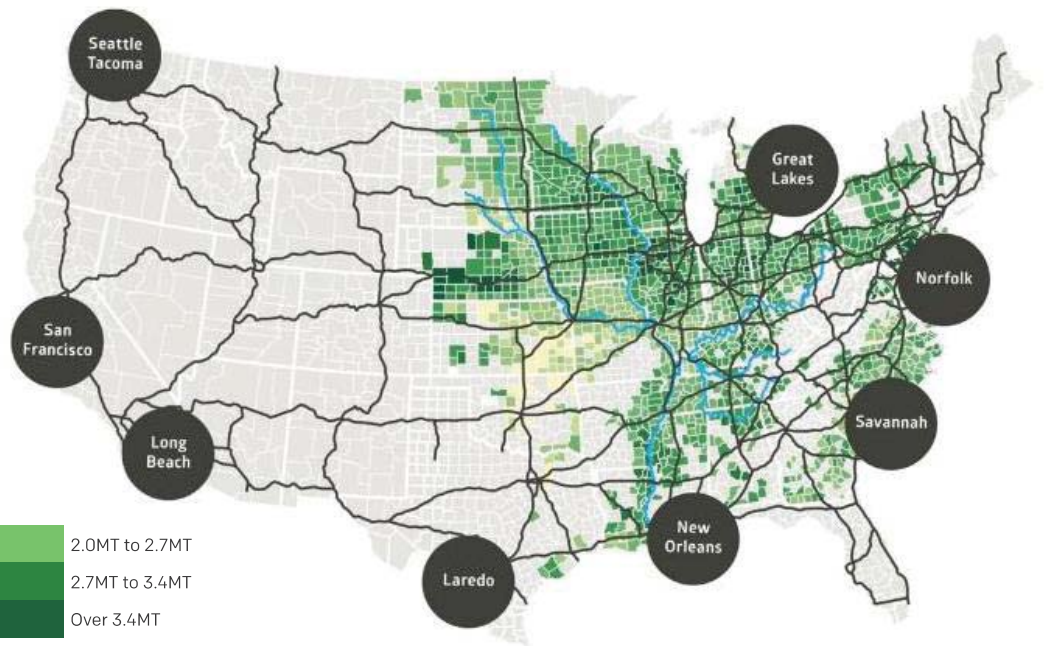 Seattle
Tacoma
Great
Lakes
Norfolk
San
Francisco
Savannah
Long
Beach
New
Orleans
Laredo
2.0MT to 2.7MT
2.7MT to 3.4MT
Over 3.4MT